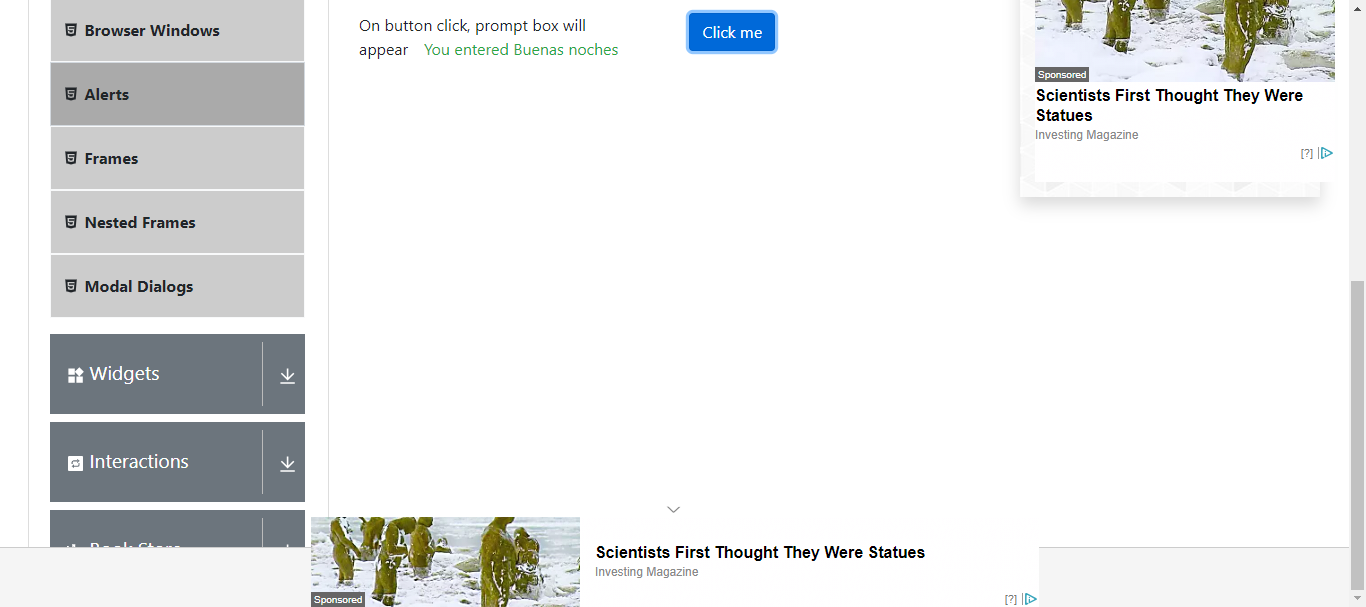 Browser Windows
Alerts
Frames
Nested Frames
Modal Dialogs
Widgets
Interactions
Book Store
On button click, prompt box will
appear You entered Buenas noches
Click me
Sponsored
Scientists First Thought They Were
Statues
Investing Magazine
[?]
Sponsored
Scientists First Thought They Were Statues
Investing Magazine
[?]